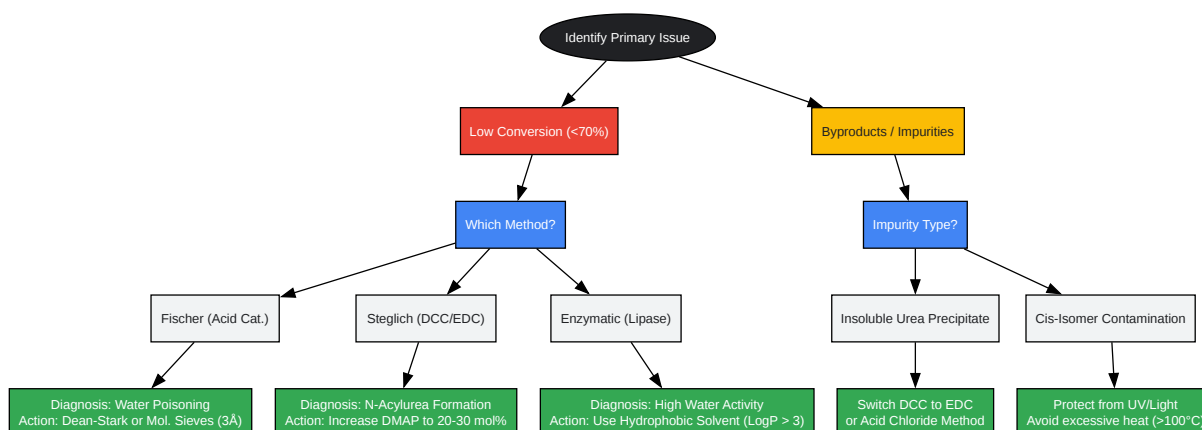 Identify Primary Issue
Low Conversion (<70%)
Byproducts / Impurities
Which Method?
Impurity Type?
Fischer (Acid Cat.)
Steglich (DCC/EDC)
Enzymatic (Lipase)
Insoluble Urea Precipitate
Cis-Isomer Contamination
Diagnosis: Water Poisoning
Action: Dean-Stark or Mol. Sieves (3Å)
Diagnosis: N-Acylurea Formation
Action: Increase DMAP to 20-30 mol%
Diagnosis: High Water Activity
Action: Use Hydrophobic Solvent (LogP > 3)
Switch DCC to EDC
or Acid Chloride Method
Protect from UV/Light
Avoid excessive heat (>100°C)